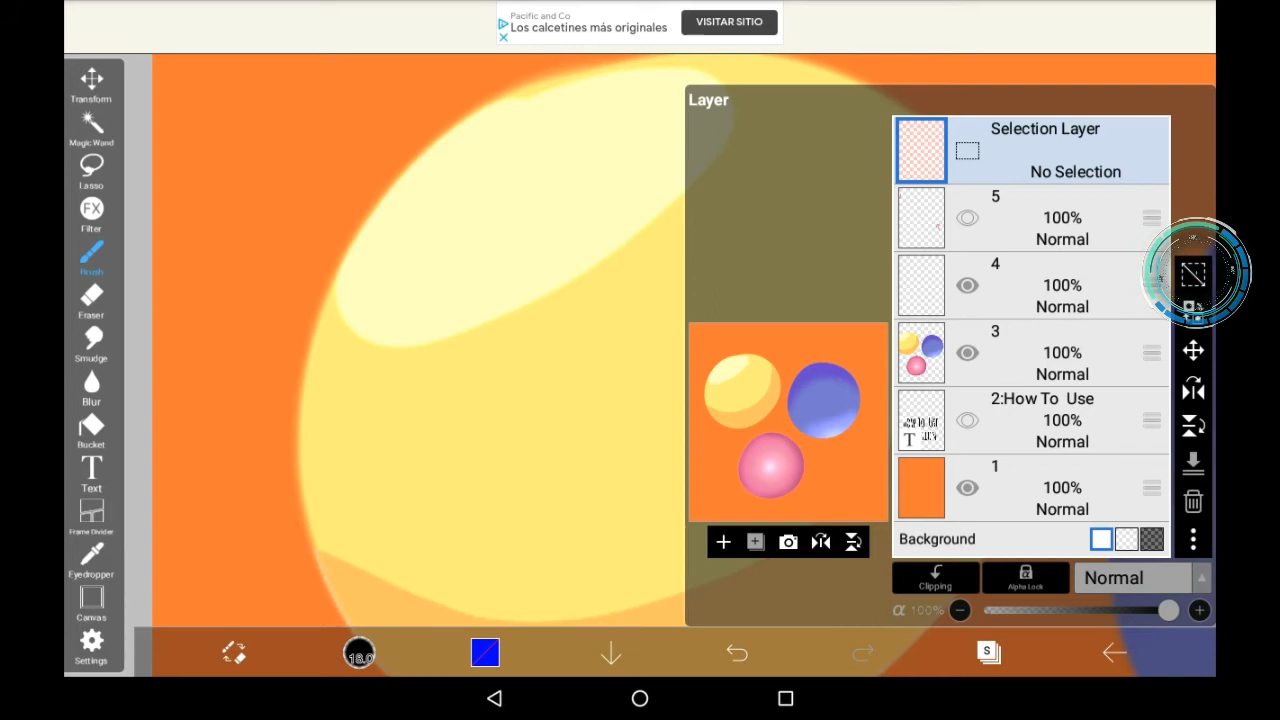 Pacific and Co
Los calcetines más originales
VISITAR SITIO
Transform
Magic Wand
Lasso
FX
Filter
Brush
Eraser
Smudge
Blur
Bucket
T
Text
Frame Divider
Eyedropper
Canvas
Settings
Layer
Selection Layer
No Selection
5
100%
Normal
4
100%
Normal
3
100%
Normal
2:How To Use
100%
Normal
T
1
100%
Normal
Background
Clipping
Alpha Lock
Normal
α 100%
18.0
S